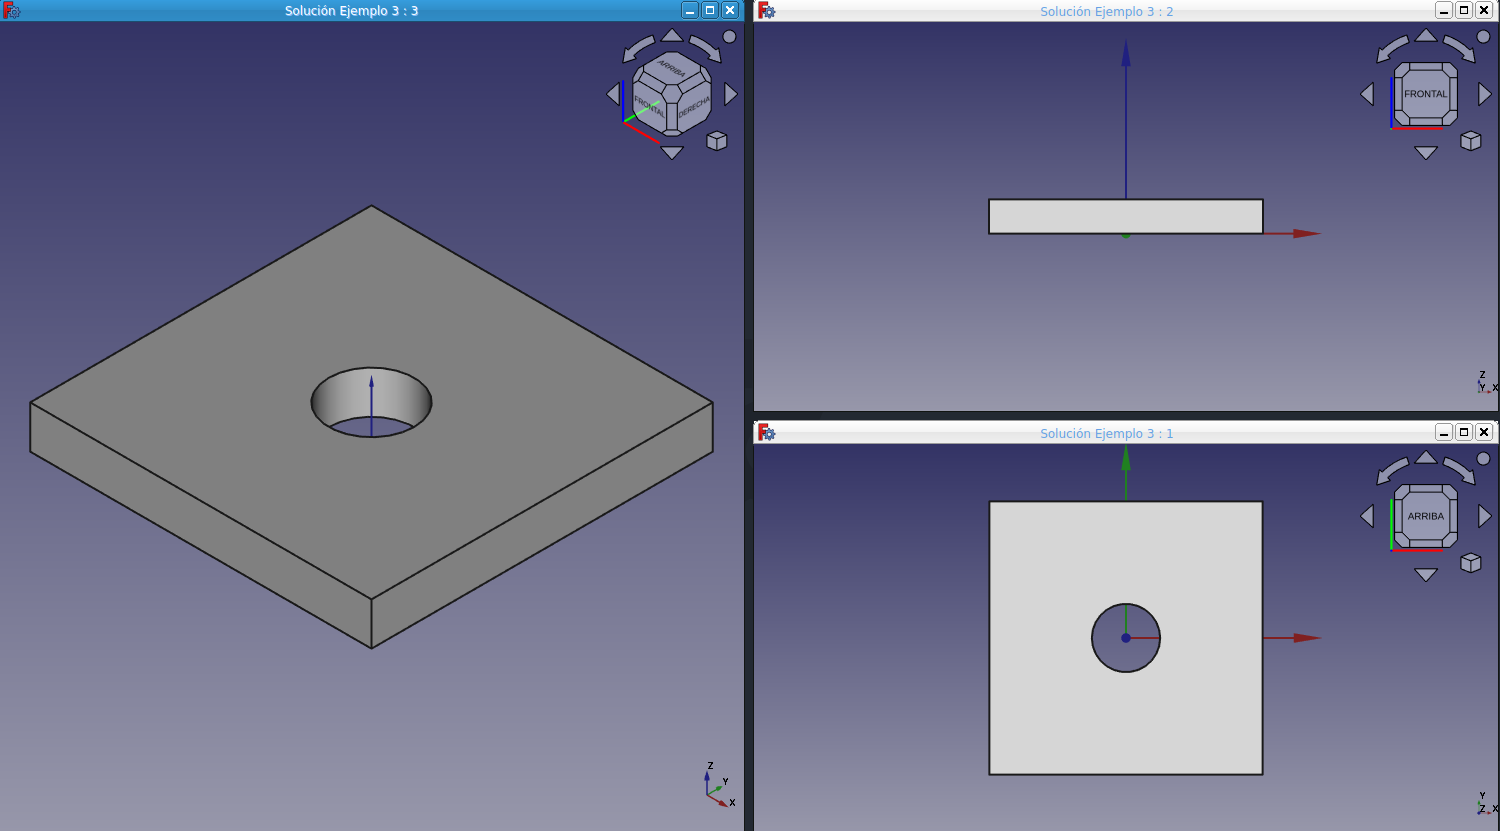 Solución Ejemplo 3 : 3
ARRIBA
FRONTAL
DERECHA
Z
Y
X
Solución Ejemplo 3 : 2
FRONTAL
Z
Y X
Solución Ejemplo 3 : 1
ARRIBA
Y
Z X